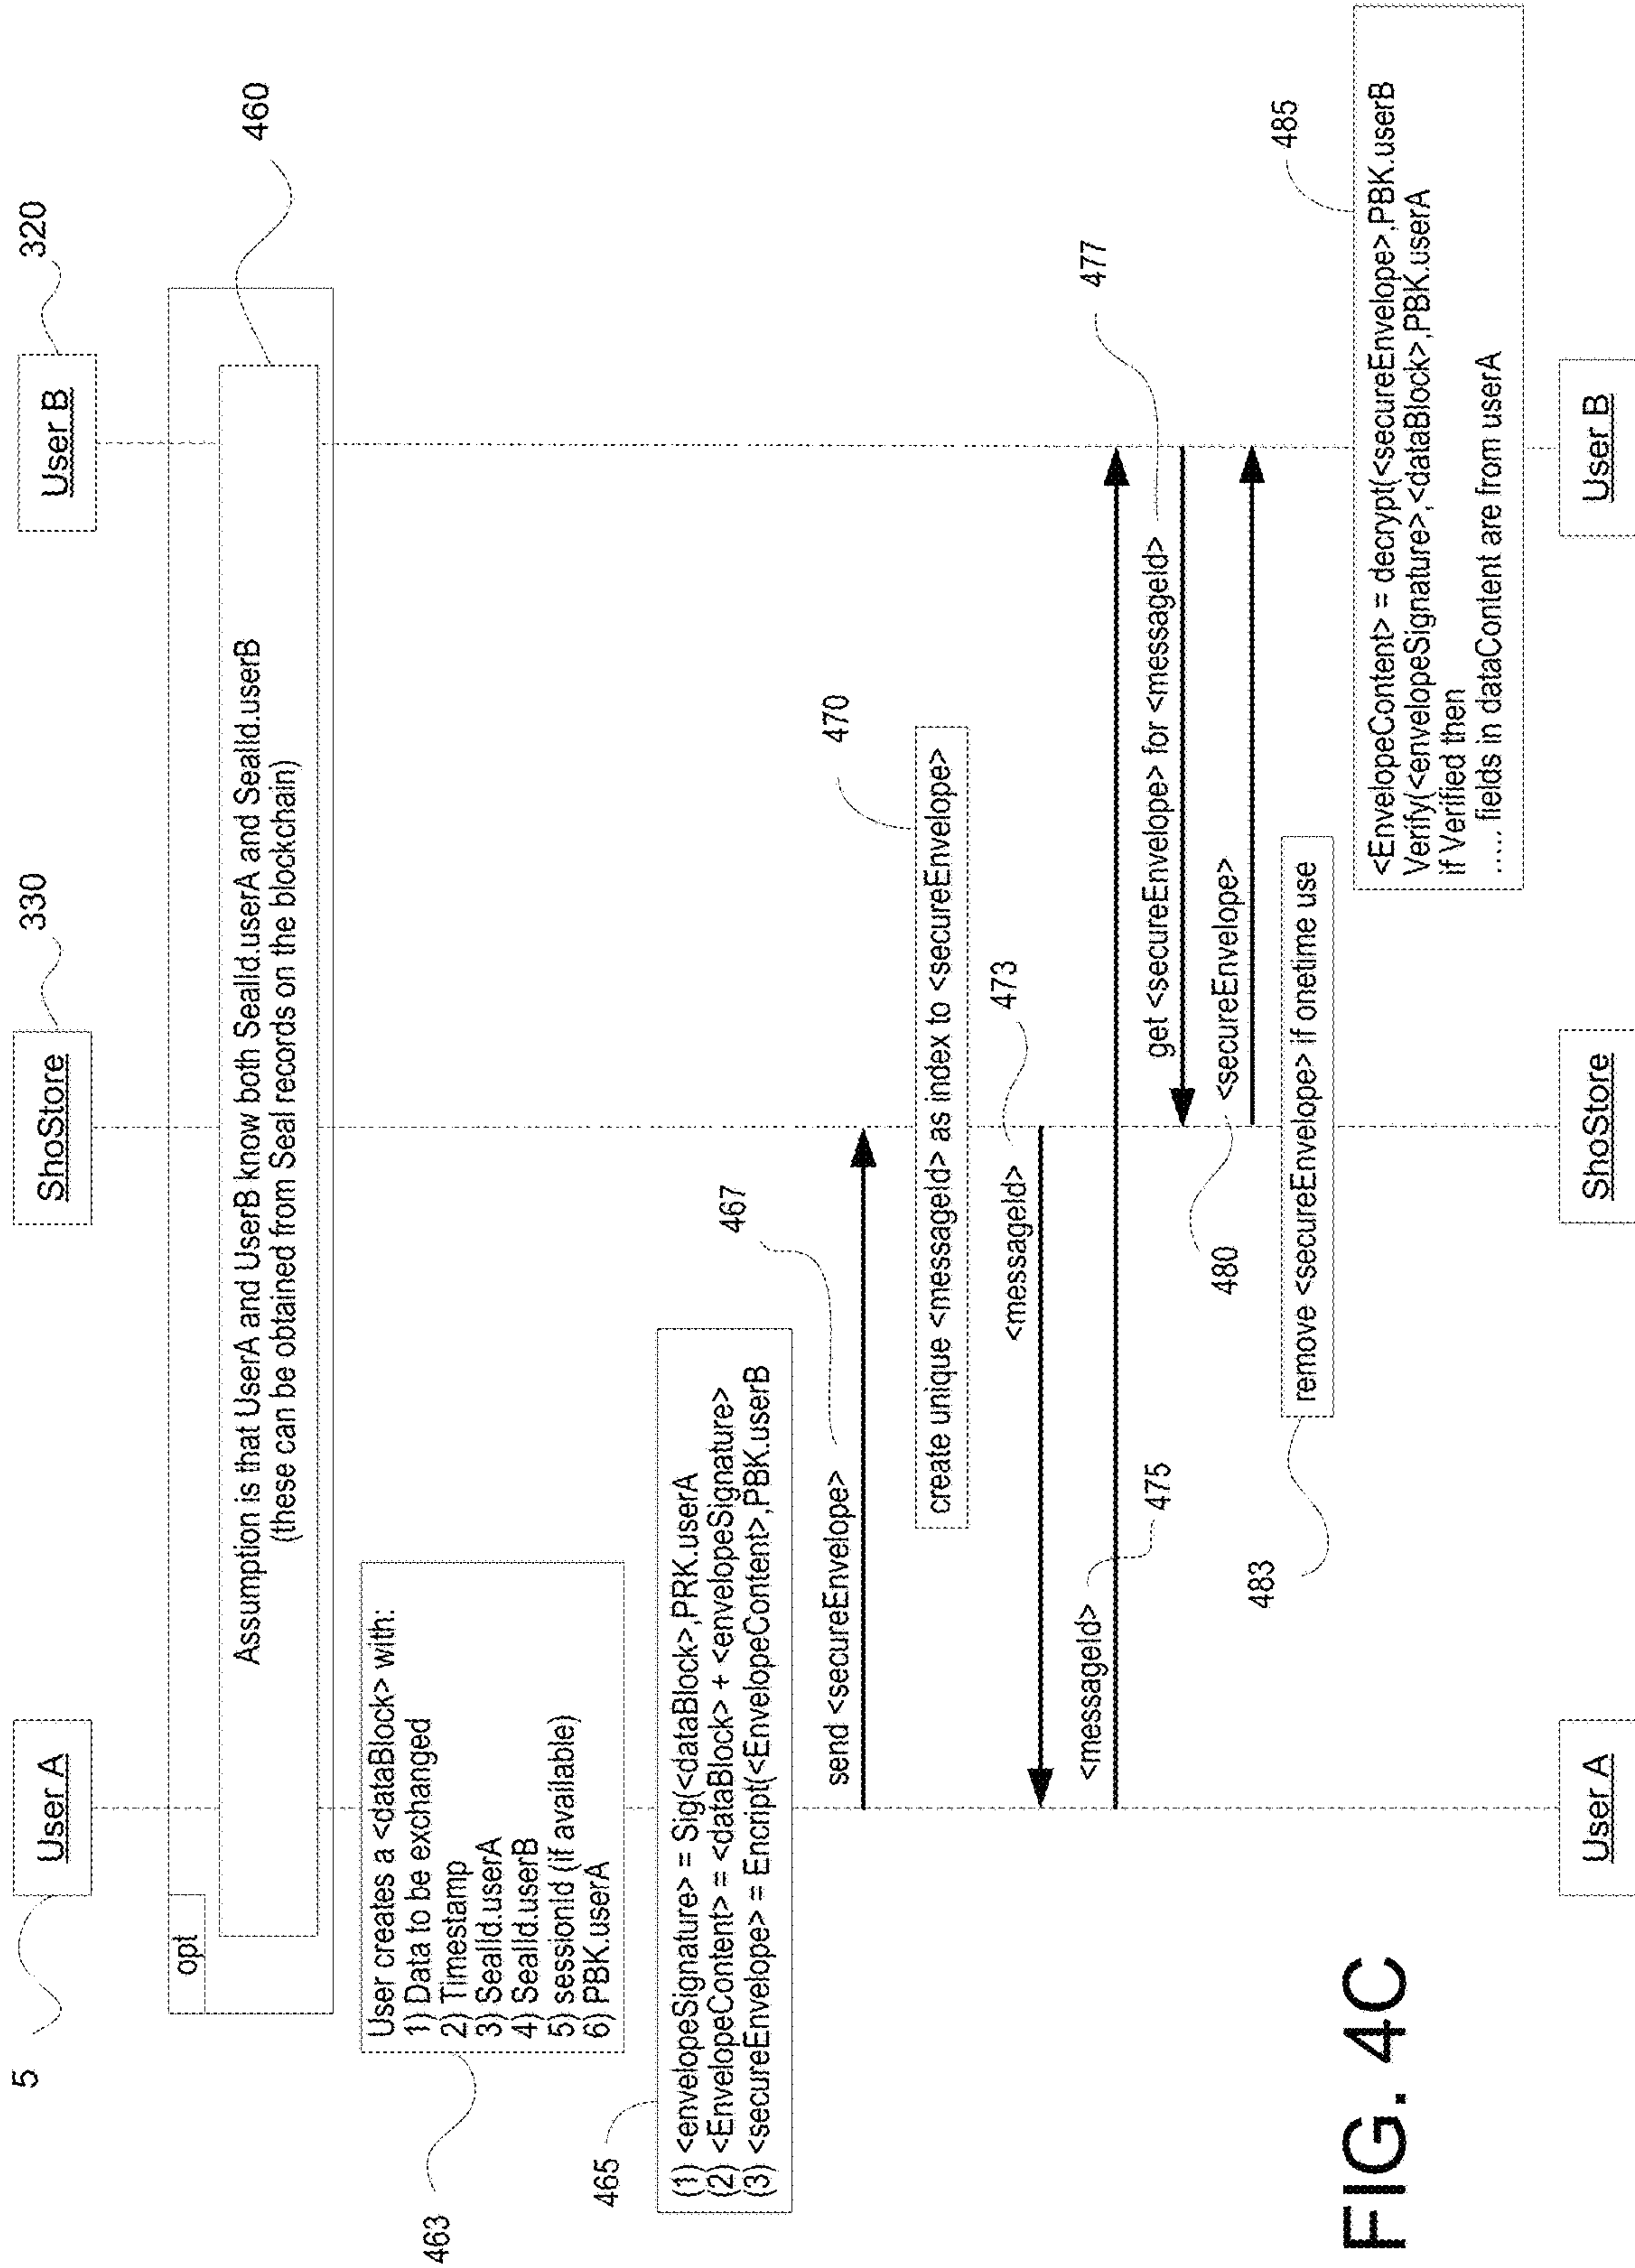 5
User A
330
ShoStore
320
User B
opt
460
Assumption is that UserA and UserB know both SealId.userA and SealId.userB
(these can be obtained from Seal records on the blockchain)
463
User creates a <dataBlock> with:
1) Data to be exchanged
2) Timestamp
3) SealId.userA
4) SealId.userB
5) sessionId (if available)
6) PBK.userA
465
(1) <envelopeSignature> = Sig(<dataBlock>,PRK.userA
(2) <EnvelopeContent> = <dataBlock> + <envelopeSignature>
(3) <secureEnvelope> = Encript(<EnvelopeContent>,PBK.userB
467
send <secureEnvelope>
470
create unique <messageId> as index to <secureEnvelope>
473
<messageId>
475
<messageId>
477
get <secureEnvelope> for <messageId>
480
<secureEnvelope>
483
remove <secureEnvelope> if onetime use
485
<EnvelopeContent> = decrypt(<secureEnvelope>,PBK.userB
Verify(<envelopeSignature>,<dataBlock>,PBK.userA
if Verified then
..... fields in dataContent are from userA
User A
ShoStore
User B
FIG. 4C